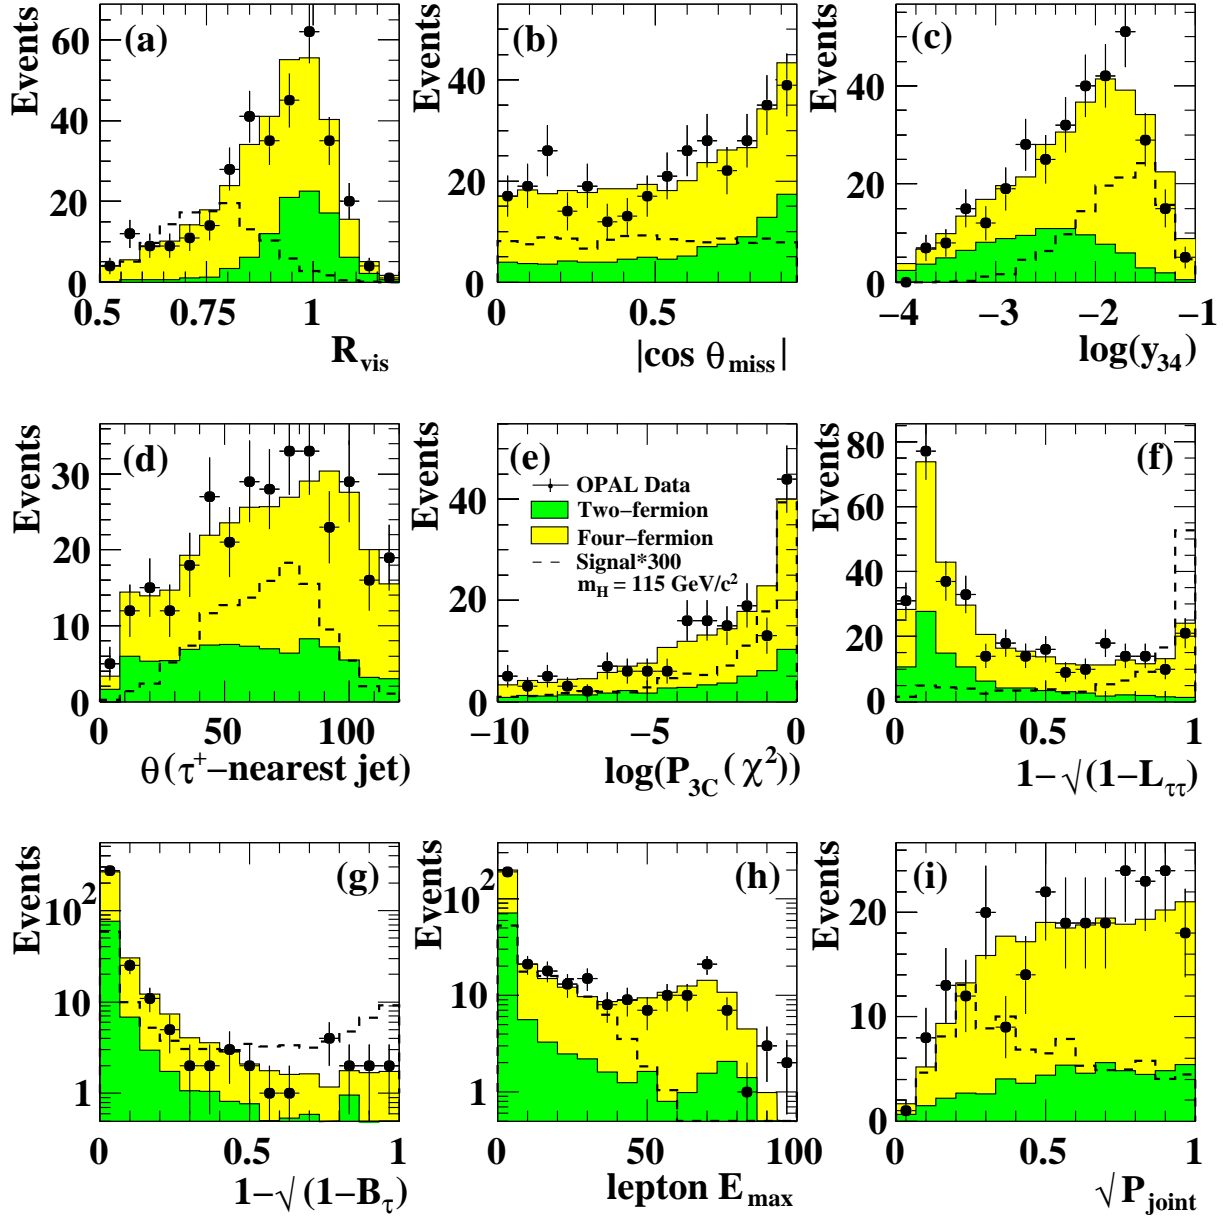 Events
(a)
0
20
40
60
0.5 0.75 1
R_vis
Events
(b)
0
20
40
0 0.5
|cos θ_miss|
Events
(c)
0
20
40
−4 −3 −2 −1
log(y_34)
Events
(d)
0
10
20
30
0 50 100
θ(τ⁺−nearest jet)
Events
(e)
OPAL Data
Two−fermion
Four−fermion
Signal*300
m_H = 115 GeV/c²
0
20
40
−10 −5 0
log(P_3C(χ²))
Events
(f)
0
20
40
60
80
0 0.5 1
1−√(1−L_ττ)
Events
(g)
1
10
10²
0 0.5 1
1−√(1−B_τ)
Events
(h)
1
10
10²
0 50 100
lepton E_max
Events
(i)
0
10
20
0 0.5 1
√P_joint